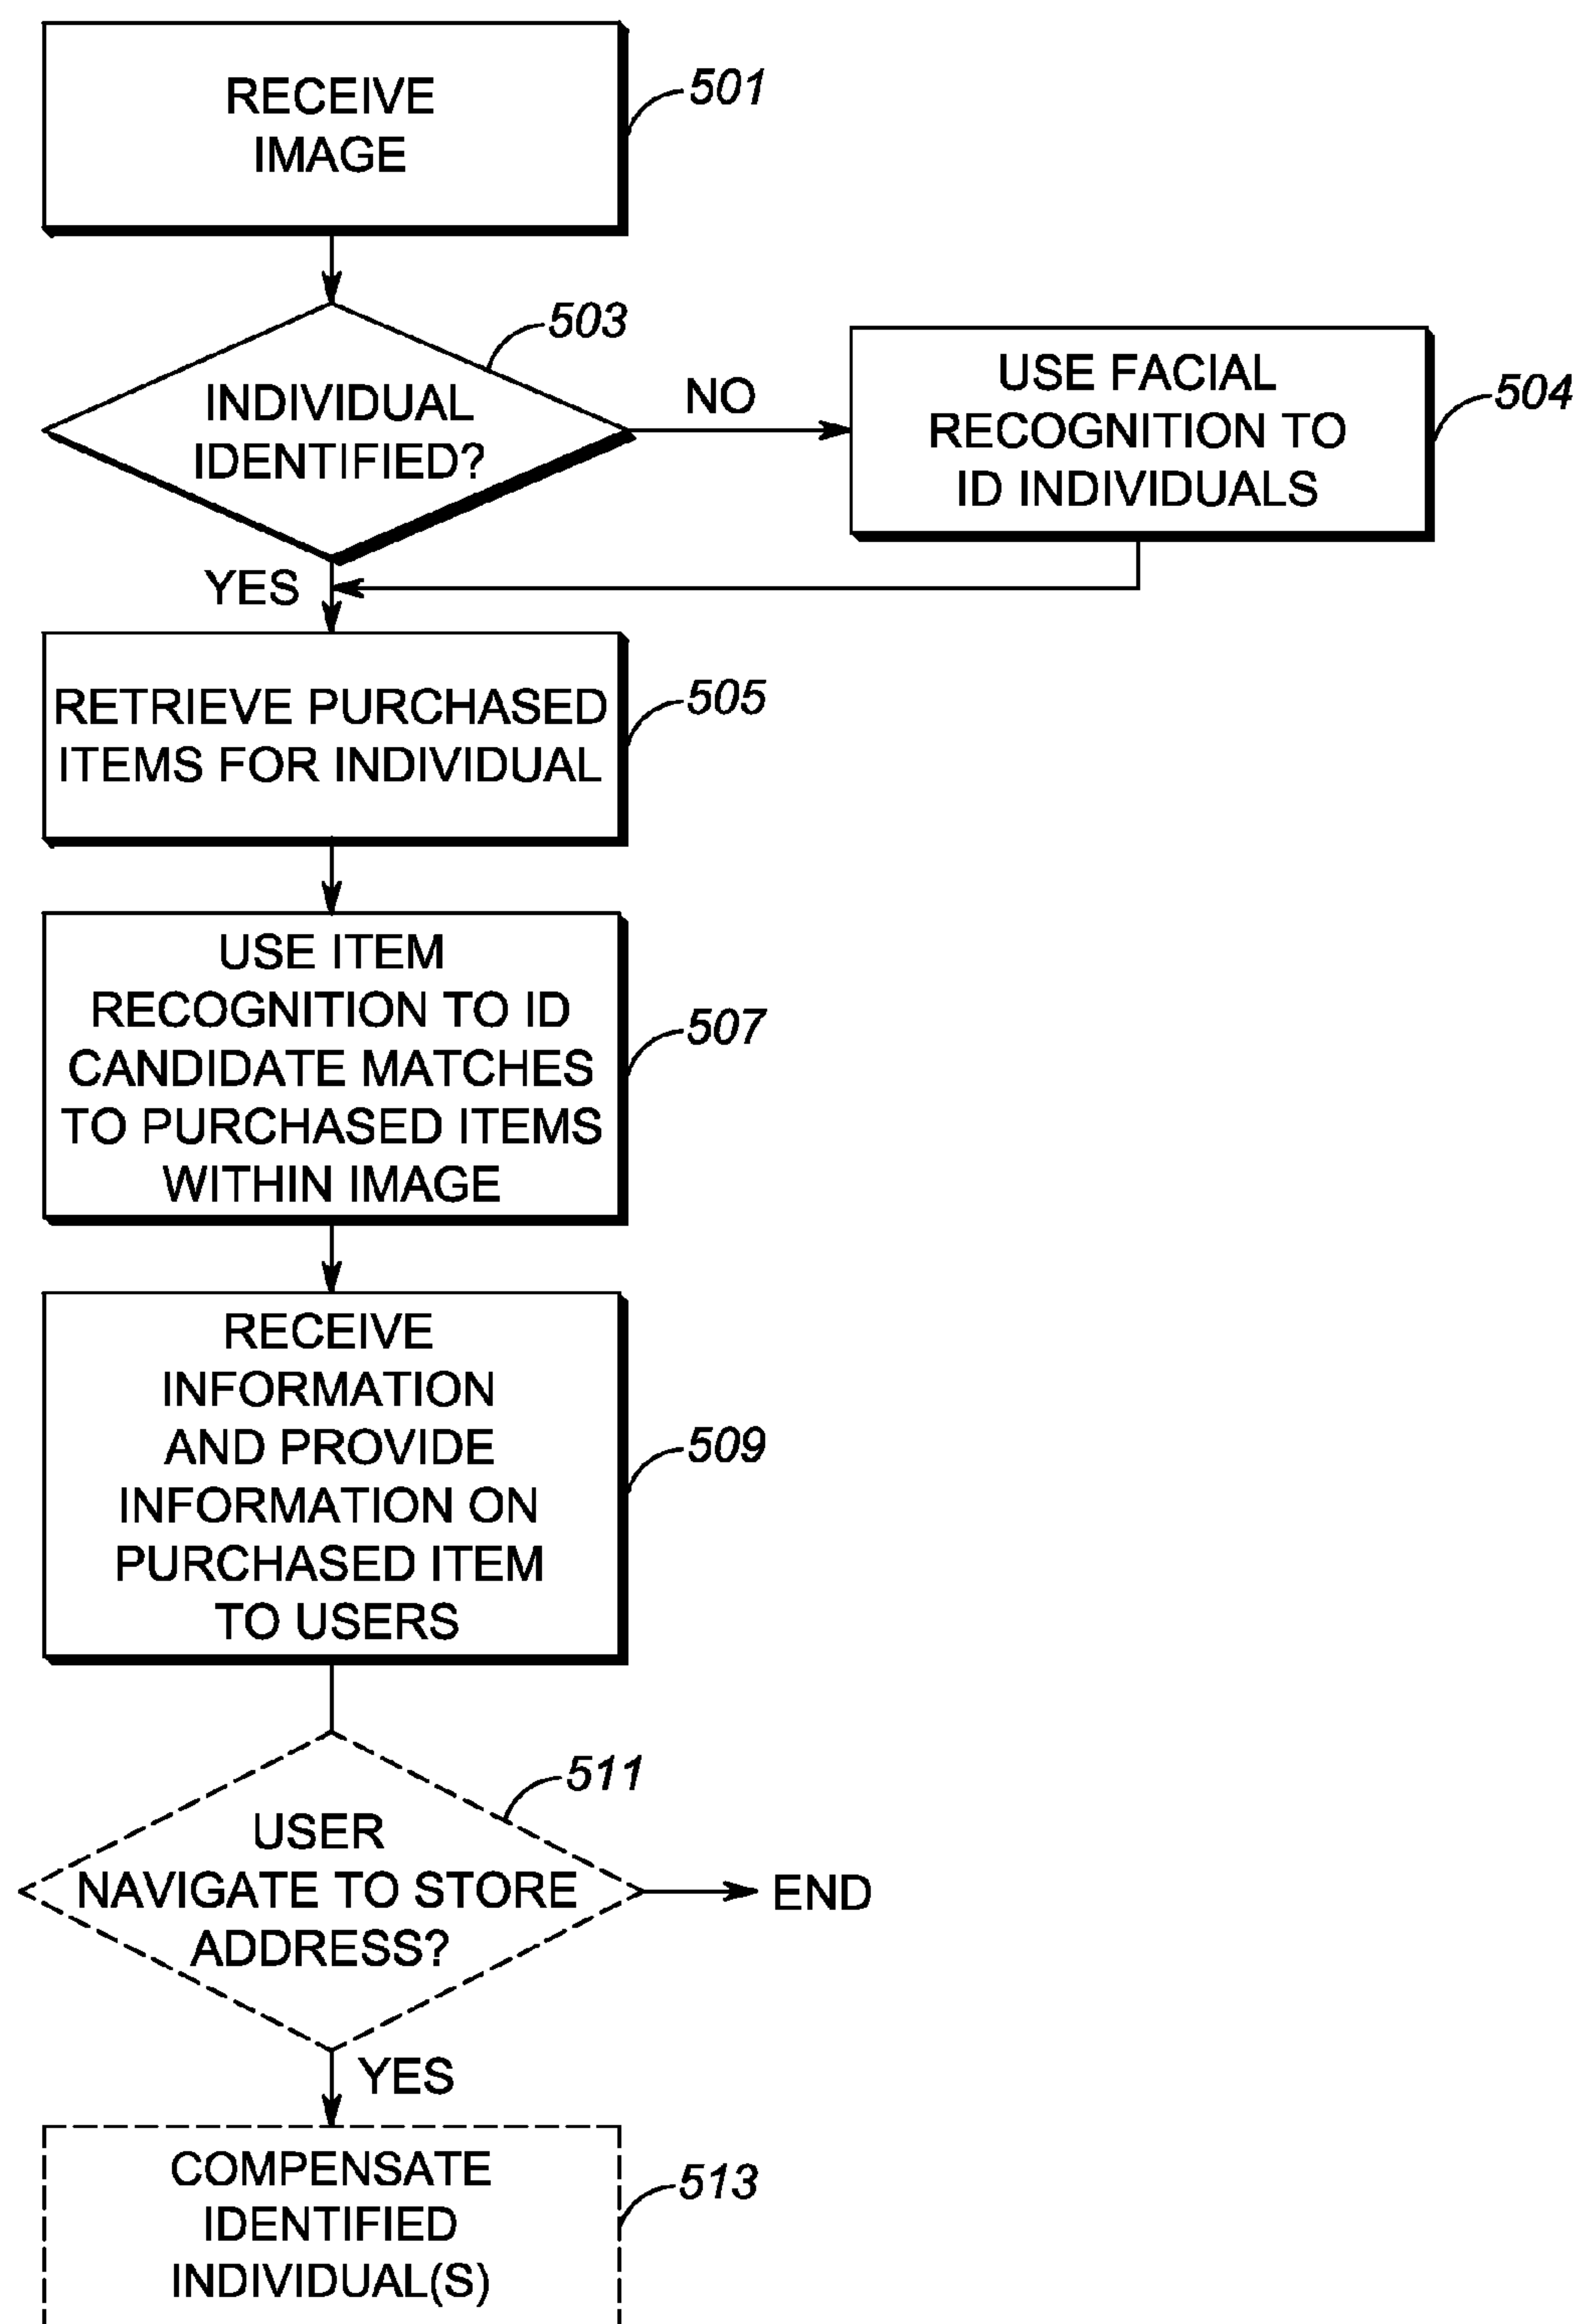 RECEIVE
IMAGE
501
INDIVIDUAL
IDENTIFIED?
503
NO
USE FACIAL
RECOGNITION TO
ID INDIVIDUALS
504
YES
RETRIEVE PURCHASED
ITEMS FOR INDIVIDUAL
505
USE ITEM
RECOGNITION TO ID
CANDIDATE MATCHES
TO PURCHASED ITEMS
WITHIN IMAGE
507
RECEIVE
INFORMATION
AND PROVIDE
INFORMATION ON
PURCHASED ITEM
TO USERS
509
USER
NAVIGATE TO STORE
ADDRESS?
511
END
YES
COMPENSATE
IDENTIFIED
INDIVIDUAL(S)
513